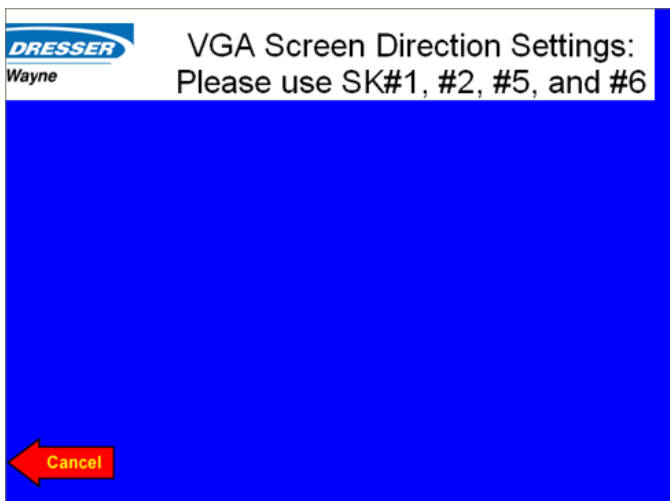 DRESSER
Wayne
VGA Screen Direction Settings:
Please use SK#1, #2, #5, and #6
Cancel